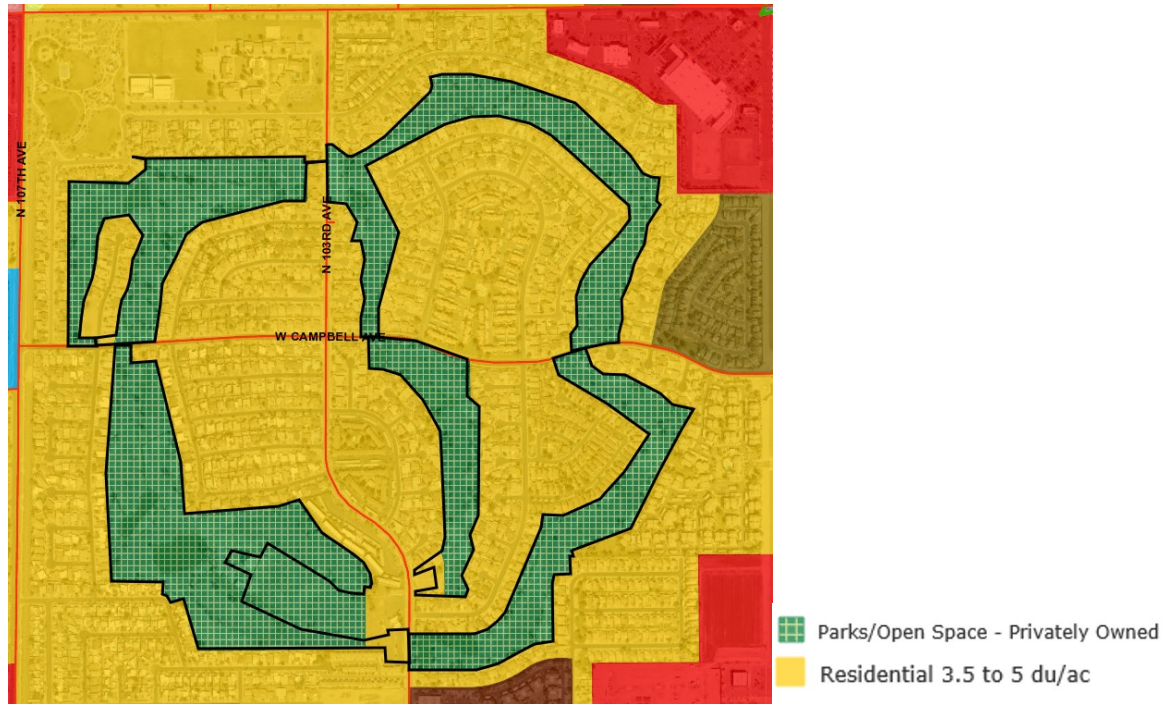 N 107TH AVE
N 103RD AVE
W CAMPBELL AVE
Parks/Open Space - Privately Owned
Residential 3.5 to 5 du/ac